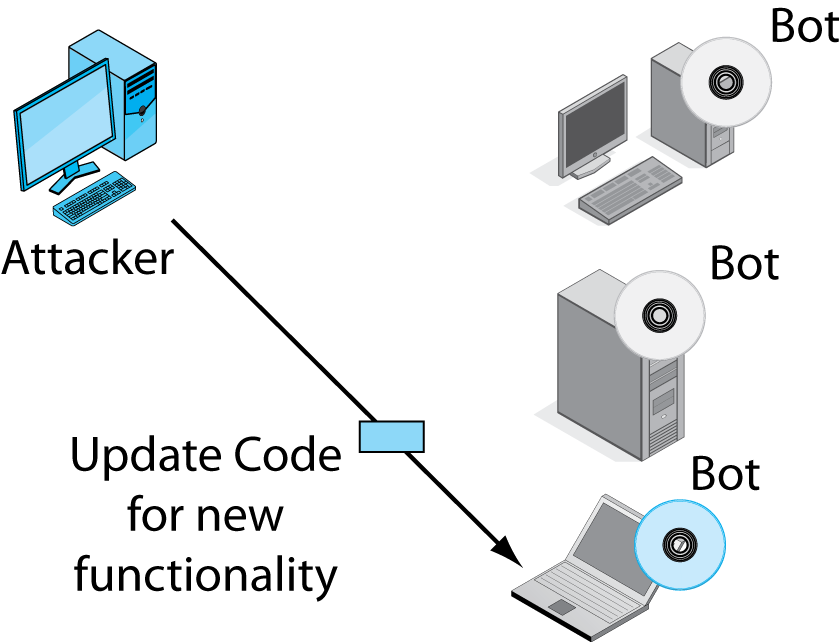 Bot
Attacker
Bot
Update Code
for new
functionality
Bot